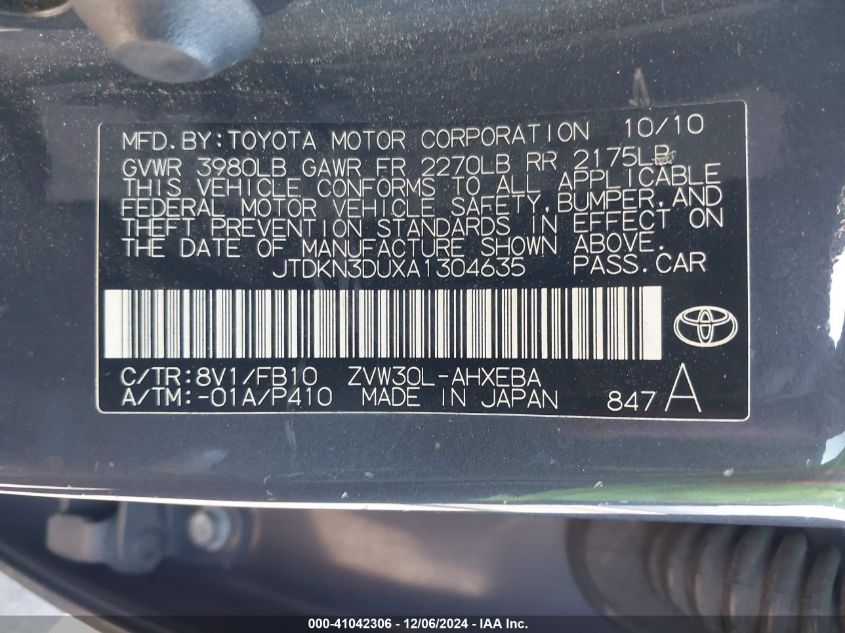 MFD.BY:TOYOTA MOTOR CORPORATION 10/10
GVWR 3980LB GAWR FR 2270LB RR 2175LB
THIS VEHICLE CONFORMS TO ALL APPLICABLE
FEDERAL MOTOR VEHICLE SAFETY,BUMPER,AND
THEFT PREVENTION STANDARDS IN EFFECT ON
THE DATE OF MANUFACTURE SHOWN ABOVE.
JTDKN3DUXA1304635 PASS.CAR
C/TR:8V1/FB10 ZVW30L-AHXEBA
A/TM:-01A/P410 MADE IN JAPAN 847 A
000-41042306 - 12/06/2024 - IAA Inc.